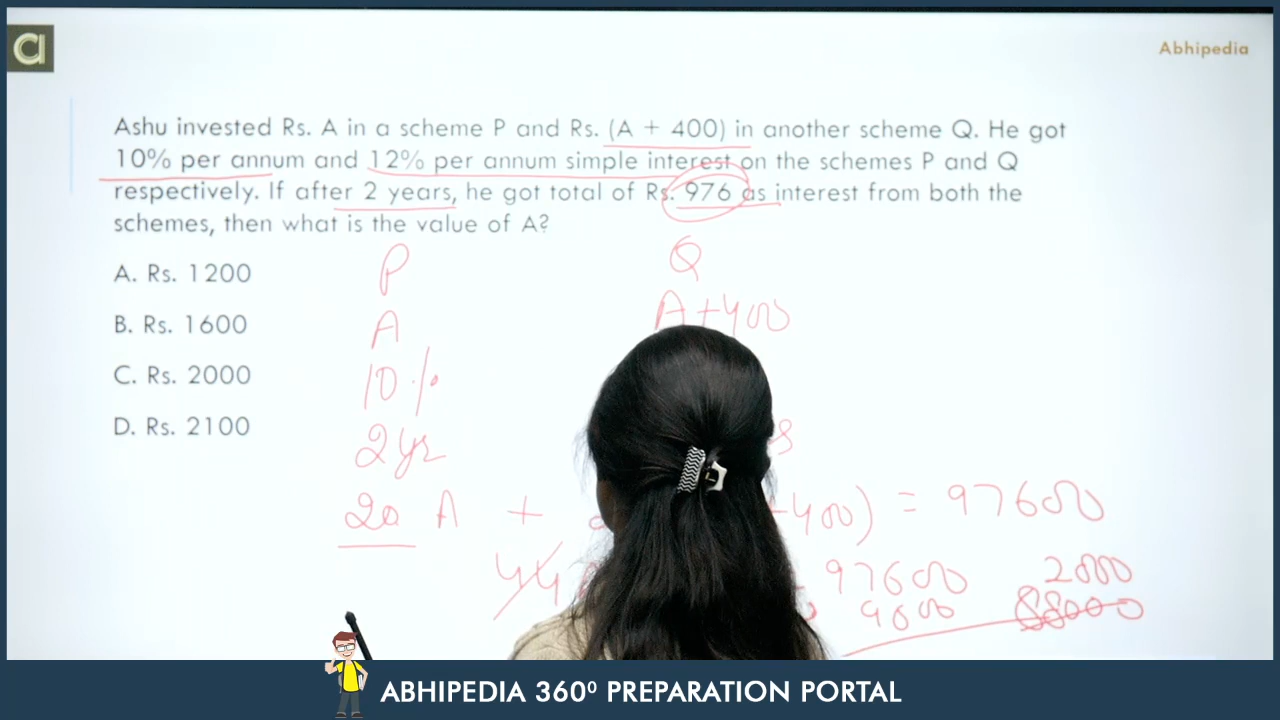 a
Abhipedia
Ashu invested Rs. A in a scheme P and Rs. (A + 400) in another scheme Q. He got
10% per annum and 12% per annum simple interest on the schemes P and Q
respectively. If after 2 years, he got total of Rs. 976 as interest from both the
schemes, then what is the value of A?
A. Rs. 1200
B. Rs. 1600
C. Rs. 2000
D. Rs. 2100
P Q
A A+400
10%
2yr
20 A + +400) = 97600
44 97600 2000
9600 88000
ABHIPEDIA 360⁰ PREPARATION PORTAL